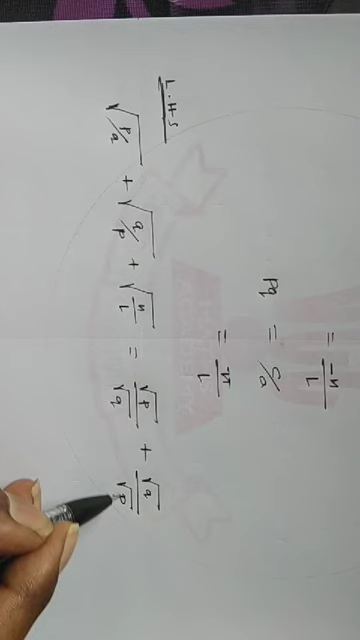 = -n/L
Pq = c/a
= n/L
L.H.S
√(p/q) + √(q/p) + √(n/L) = √p/√q + √q/√p